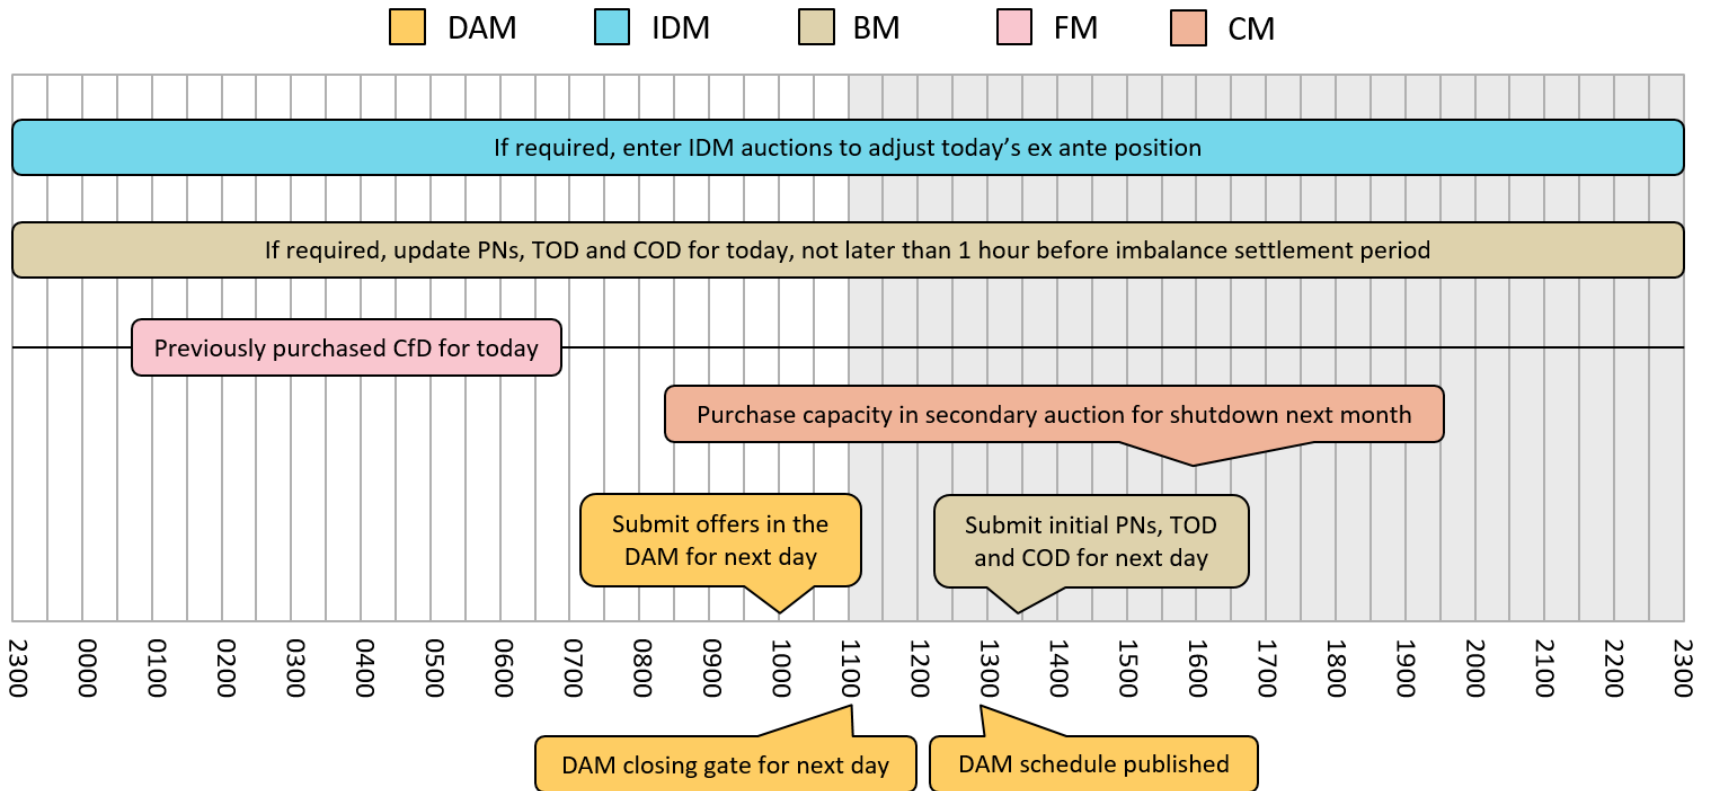 DAM IDM BM FM CM
If required, enter IDM auctions to adjust today’s ex ante position
If required, update PNs, TOD and COD for today, not later than 1 hour before imbalance settlement period
Previously purchased CfD for today
Purchase capacity in secondary auction for shutdown next month
Submit offers in the
DAM for next day
Submit initial PNs, TOD
and COD for next day
2300 0000 0100 0200 0300 0400 0500 0600 0700 0800 0900 1000 1100 1200 1300 1400 1500 1600 1700 1800 1900 2000 2100 2200 2300
DAM closing gate for next day
DAM schedule published